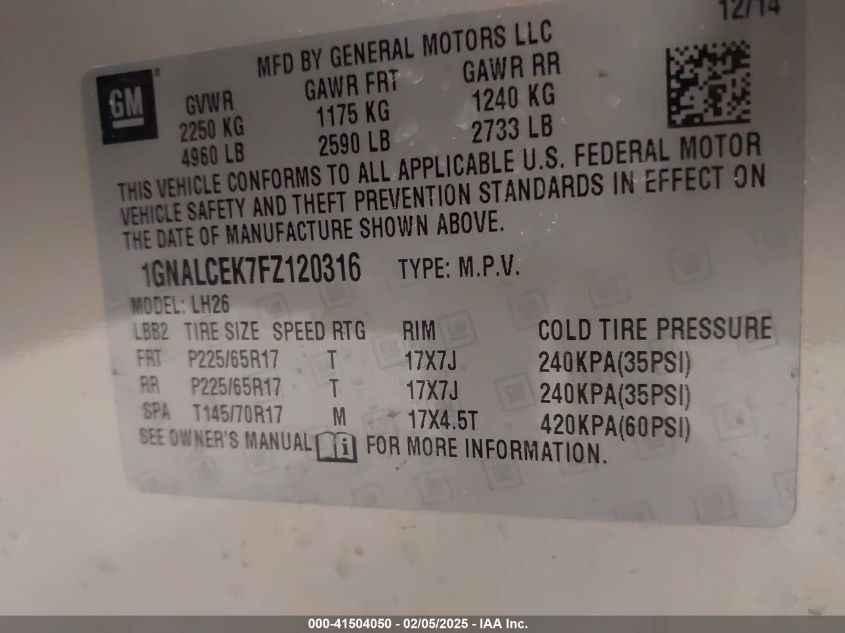 12/14
MFD BY GENERAL MOTORS LLC
GM
GVWR GAWR FRT GAWR RR
2250 KG 1175 KG 1240 KG
4960 LB 2590 LB 2733 LB
THIS VEHICLE CONFORMS TO ALL APPLICABLE U.S. FEDERAL MOTOR
VEHICLE SAFETY AND THEFT PREVENTION STANDARDS IN EFFECT ON
THE DATE OF MANUFACTURE SHOWN ABOVE.
1GNALCEK7FZ120316 TYPE: M.P.V.
MODEL: LH26
LBB2 TIRE SIZE SPEED RTG RIM COLD TIRE PRESSURE
FRT P225/65R17 T 17X7J 240KPA(35PSI)
RR P225/65R17 T 17X7J 240KPA(35PSI)
SPA T145/70R17 M 17X4.5T 420KPA(60PSI)
SEE OWNER'S MANUAL FOR MORE INFORMATION.
000-41504050 - 02/05/2025 - IAA Inc.